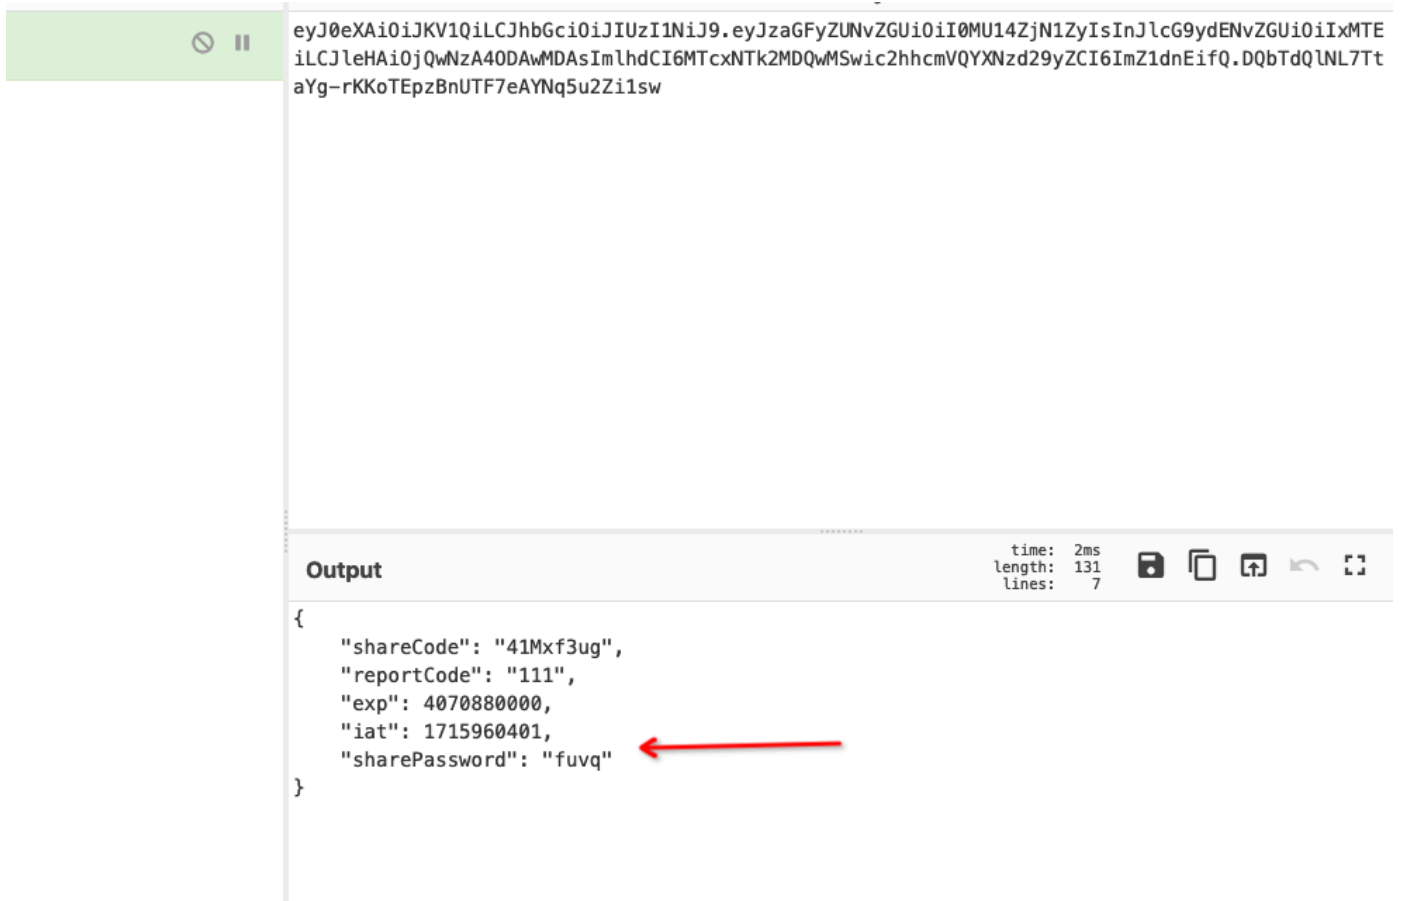 eyJ0eXAiOiJKV1QiLCJhbGciOiJIUzI1NiJ9.eyJzaGFyZUNvZGUiOiI0MU14ZjN1ZyIsInJlcG9ydENvZGUiOiIxMTE
iLCJleHAiOjQwNzA4ODAwMDAsImlhdCI6MTcxNTk2MDQwMSwic2hhcmVQYXNzd29yZCI6ImZ1dnEifQ.DQbTdQlNL7Tt
aYg-rKKoTEpzBnUTF7eAYNq5u2Zi1sw
Output
time: 2ms
length: 131
lines: 7
{
"shareCode": "41Mxf3ug",
"reportCode": "111",
"exp": 4070880000,
"iat": 1715960401,
"sharePassword": "fuvq"
}